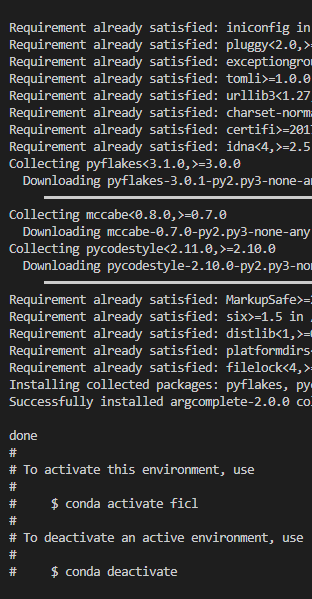 Requirement already satisfied: iniconfig in
Requirement already satisfied: pluggy<2.0,>=
Requirement already satisfied: exceptiongrou
Requirement already satisfied: tomli>=1.0.0
Requirement already satisfied: urllib3<1.27,
Requirement already satisfied: charset-norma
Requirement already satisfied: certifi>=2017
Requirement already satisfied: idna<4,>=2.5
Collecting pyflakes<3.1.0,>=3.0.0
Downloading pyflakes-3.0.1-py2.py3-none-an
Collecting mccabe<0.8.0,>=0.7.0
Downloading mccabe-0.7.0-py2.py3-none-any
Collecting pycodestyle<2.11.0,>=2.10.0
Downloading pycodestyle-2.10.0-py2.py3-non
Requirement already satisfied: MarkupSafe>=2
Requirement already satisfied: six>=1.5 in /
Requirement already satisfied: distlib<1,>=0
Requirement already satisfied: platformdirs<
Requirement already satisfied: filelock<4,>=
Installing collected packages: pyflakes, pyc
Successfully installed argcomplete-2.0.0 col
done
#
# To activate this environment, use
#
#     $ conda activate ficl
#
# To deactivate an active environment, use
#
#     $ conda deactivate